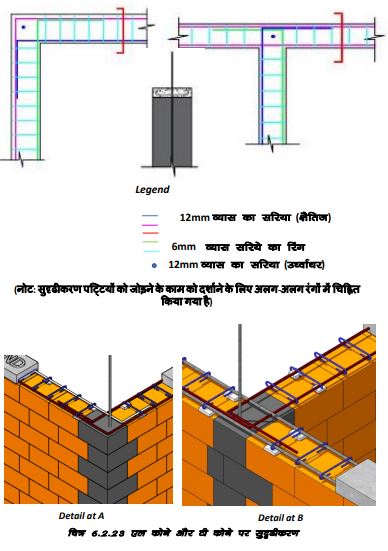 Legend
12mm व्यास का सरिया (क्षैतिज)
6mm व्यास सरिये का रिंग
12mm व्यास का सरिया (उर्ध्वाधर)
(नोट: सुदृढीकरण पट्टियों को जोड़ने के काम को दर्शाने के लिए अलग-अलग रंगों में चिह्नित
किया गया है)
Detail at A
Detail at B
चित्र 6.2.23 एल कोने और टी कोने पर सुदृढीकरण